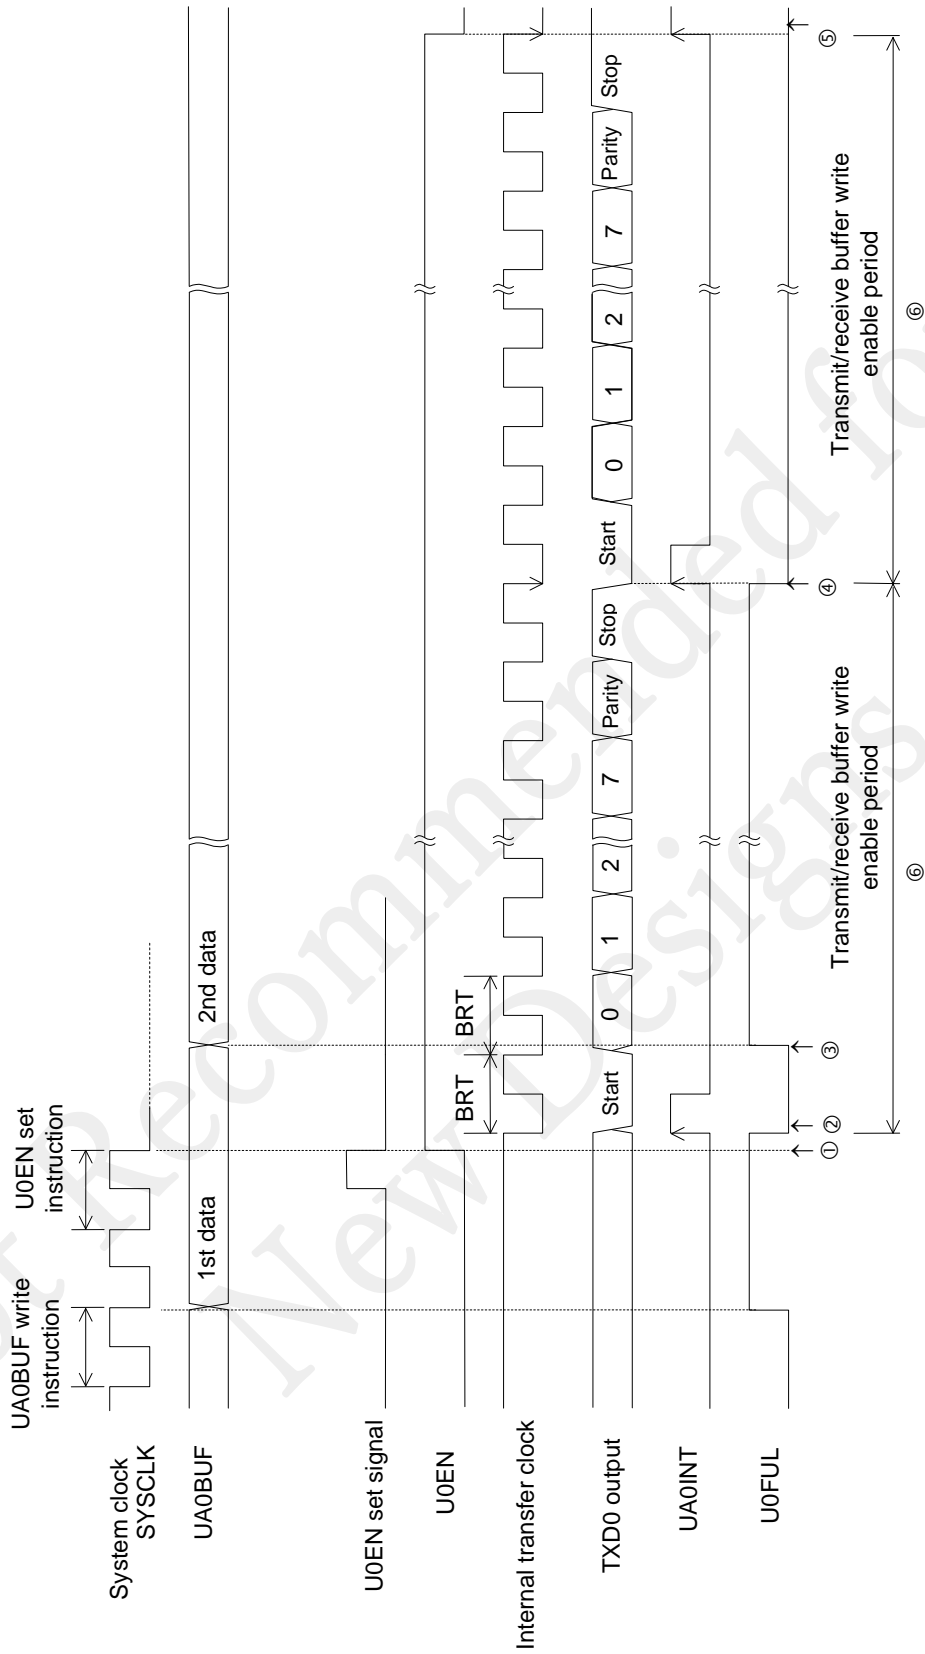 UA0BUF write
instruction
U0EN set
instruction
System clock
SYSCLK
UA0BUF
1st data
2nd data
U0EN set signal
U0EN
BRT
BRT
Internal transfer clock
TXD0 output
Start
0
1
2
7
Parity
Stop
Start
0
1
2
7
Parity
Stop
UA0INT
U0FUL
①
②
③
④
⑤
Transmit/receive buffer write
enable period
Transmit/receive buffer write
enable period
⑥
⑥
Recommended
New Designs